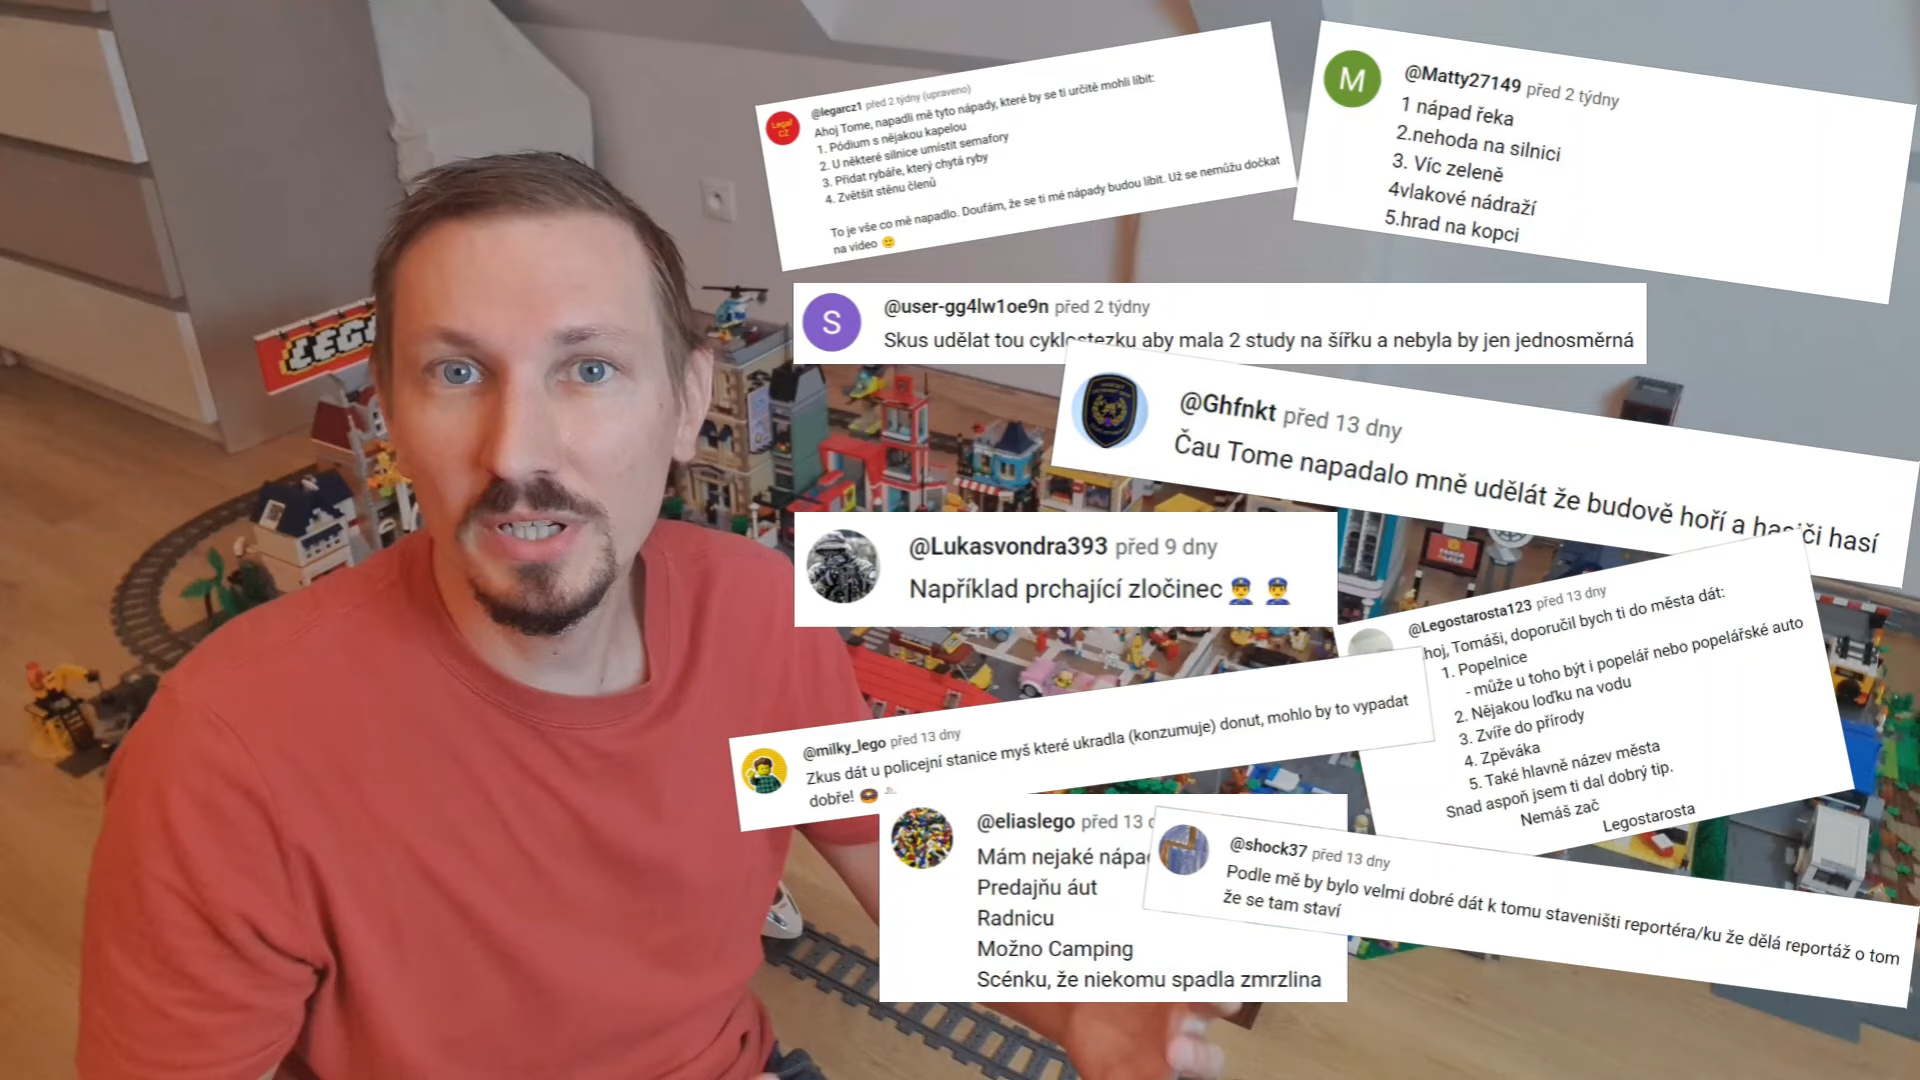 LEGO
Legař
CZ
@legarcz1 před 2 týdny (upraveno)
Ahoj Tome, napadli mě tyto nápady, které by se ti určitě mohli líbit:
1. Pódium s nějakou kapelou
2. U některé silnice umístit semafory
3. Přidat rybáře, který chytá ryby
4. Zvětšit stěnu členů
To je vše co mě napadlo. Doufám, že se ti mé nápady budou líbit. Už se nemůžu dočkat
na video
M
@Matty27149 před 2 týdny
1 nápad řeka
2.nehoda na silnici
3. Víc zeleně
4vlakové nádraží
5.hrad na kopci
S
@user-gg4lw1oe9n před 2 týdny
Skus udělat tou cyklostezku aby mala 2 study na šířku a nebyla by jen jednosměrná
@Ghfnkt před 13 dny
Čau Tome napadalo mně udělát že budově hoří a hasiči hasí
@Lukasvondra393 před 9 dny
Například prchající zločinec 👮 👮
@Legostarosta123 před 13 dny
hoj, Tomáši, doporučil bych ti do města dát:
1. Popelnice
- může u toho být i popelář nebo popelářské auto
2. Nějakou loďku na vodu
3. Zvíře do přírody
4. Zpěváka
5. Také hlavně název města
Snad aspoň jsem ti dal dobrý tip.
Nemáš zač
Legostarosta
@milky_lego před 13 dny
Zkus dát u policejní stanice myš které ukradla (konzumuje) donut, mohlo by to vypadat
dobře! 🍩
@eliaslego před 13 d
Mám nejaké nápa
Predajňu áut
Radnicu
Možno Camping
Scénku, že niekomu spadla zmrzlina
@shock37 před 13 dny
Podle mě by bylo velmi dobré dát k tomu staveništi reportéra/ku že dělá reportáž o tom
že se tam staví